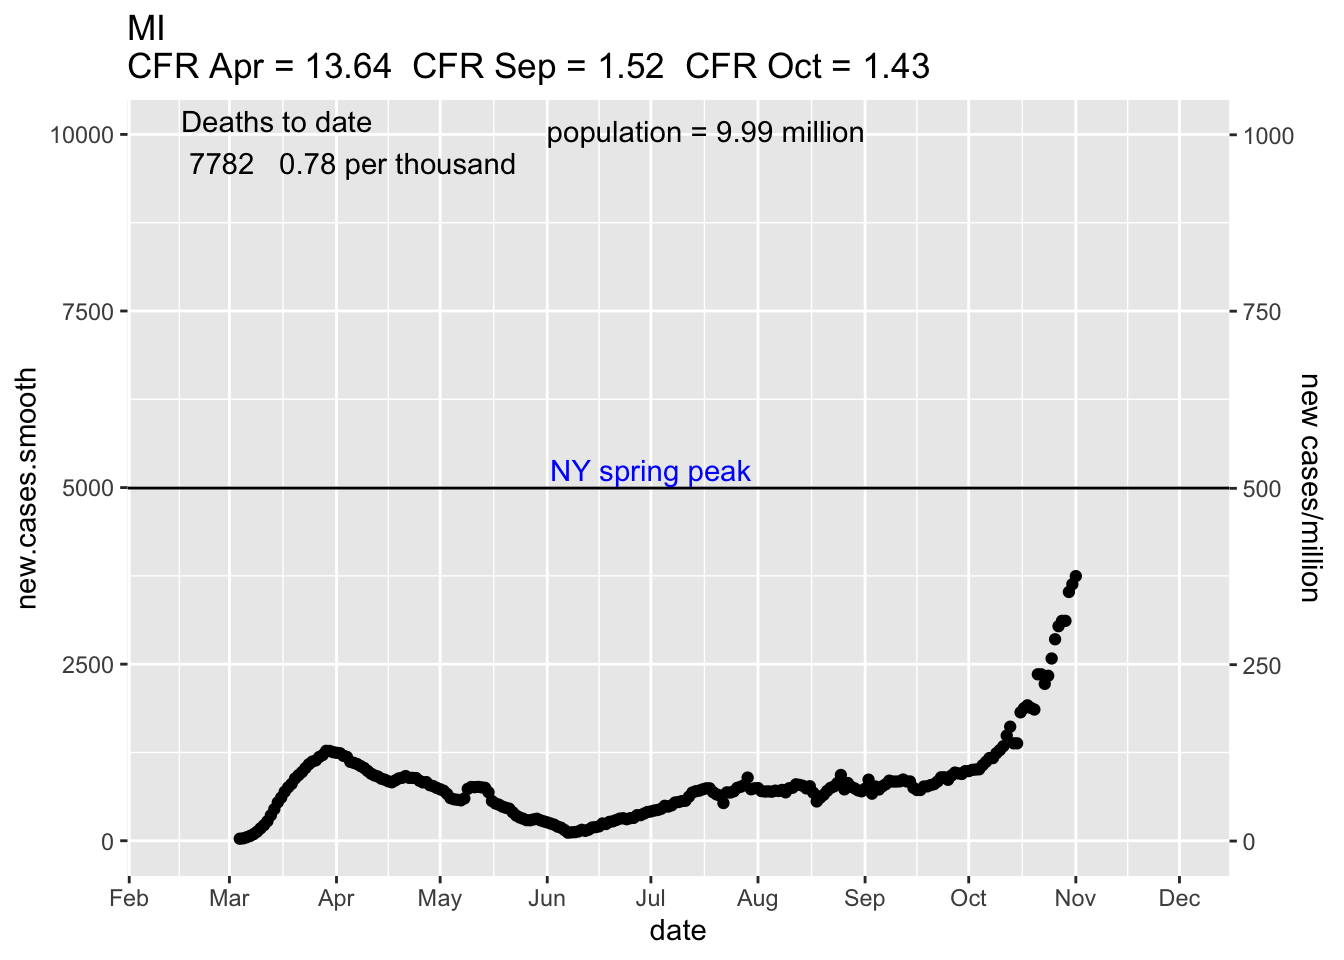 MI
CFR Apr = 13.64  CFR Sep = 1.52  CFR Oct = 1.43
Deaths to date
7782   0.78 per thousand
population = 9.99 million
10000
7500
5000
2500
0
new.cases.smooth
NY spring peak
1000
750
500
250
0
new cases/million
Feb Mar Apr May Jun Jul Aug Sep Oct Nov Dec
date